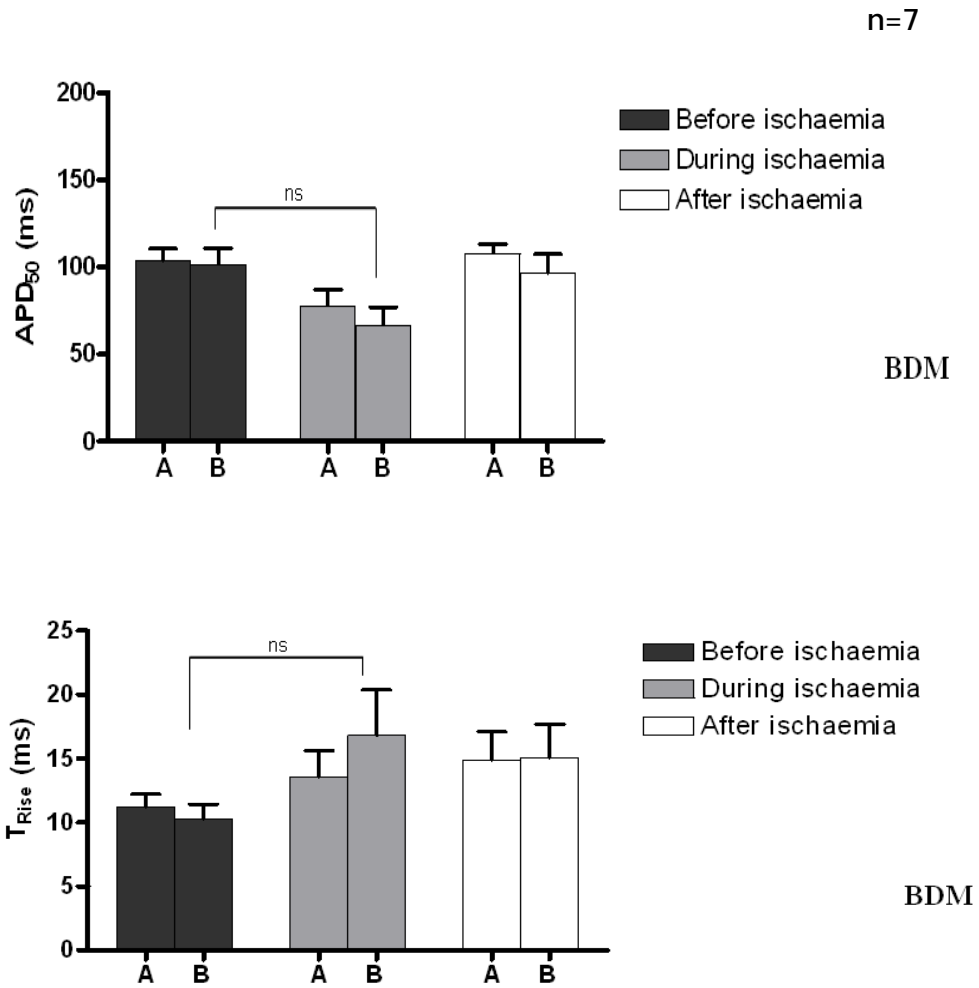 n=7
200
150
100
50
0
APD50 (ms)
ns
A B A B A B
Before ischaemia
During ischaemia
After ischaemia
BDM
25
20
15
10
5
0
TRise (ms)
ns
A B A B A B
Before ischaemia
During ischaemia
After ischaemia
BDM